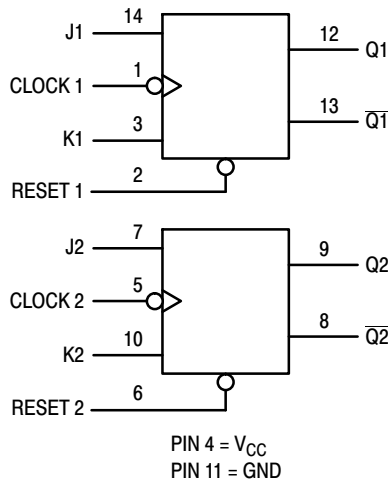 J1 14
12 Q1
CLOCK 1 1
13 Q1
K1 3
RESET 1 2
J2 7
9 Q2
CLOCK 2 5
8 Q2
K2 10
RESET 2 6
PIN 4 = VCC
PIN 11 = GND